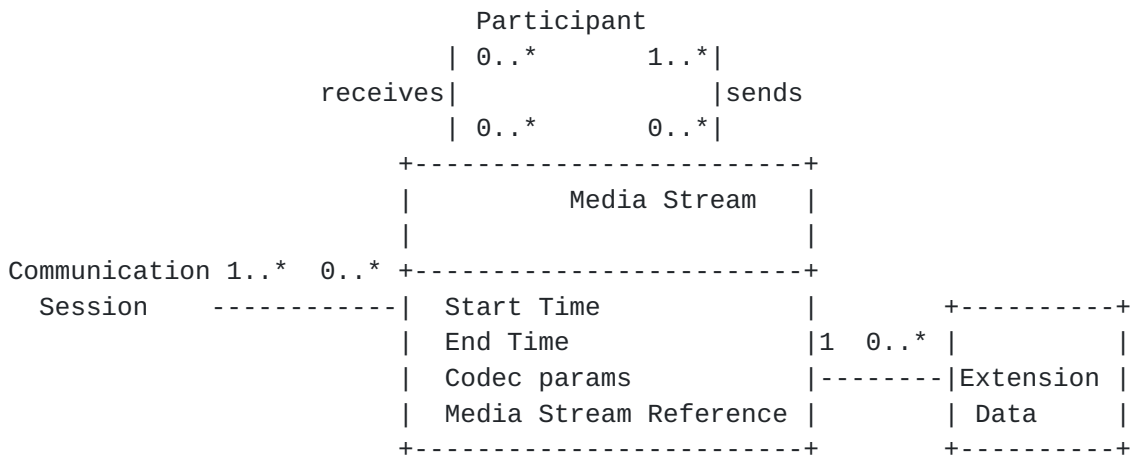 Participant
                            | 0..*       1..*|
                    receives|                |sends
                            | 0..*       0..*|
                         +-------------------------+
                         |          Media Stream   |
                         |                         |
Communication 1..*  0..* +-------------------------+
  Session    ------------|  Start Time             |        +----------+
                         |  End Time               |1  0..* |          |
                         |  Codec params           |--------|Extension |
                         |  Media Stream Reference |        | Data     |
                         +-------------------------+        +----------+